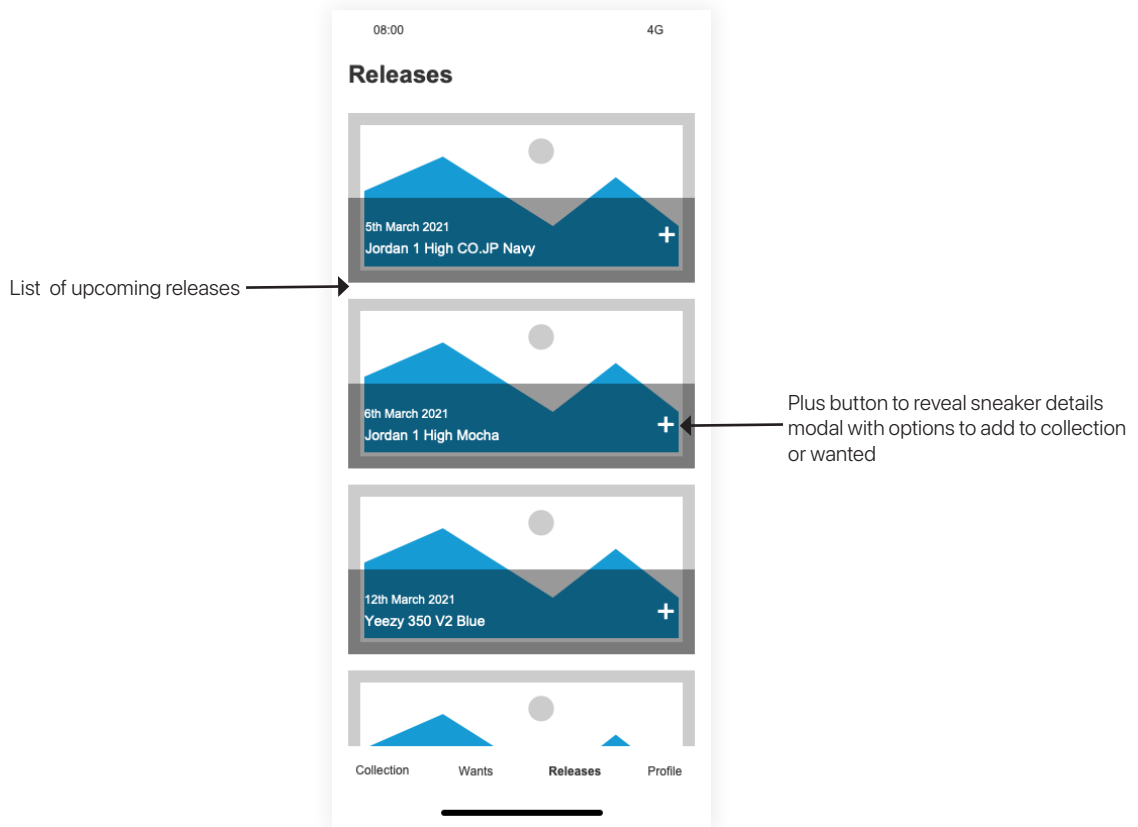 08:00 4G
Releases
5th March 2021
Jordan 1 High CO.JP Navy
+
List of upcoming releases
6th March 2021
Jordan 1 High Mocha
+
Plus button to reveal sneaker details
modal with options to add to collection
or wanted
12th March 2021
Yeezy 350 V2 Blue
+
Collection Wants Releases Profile